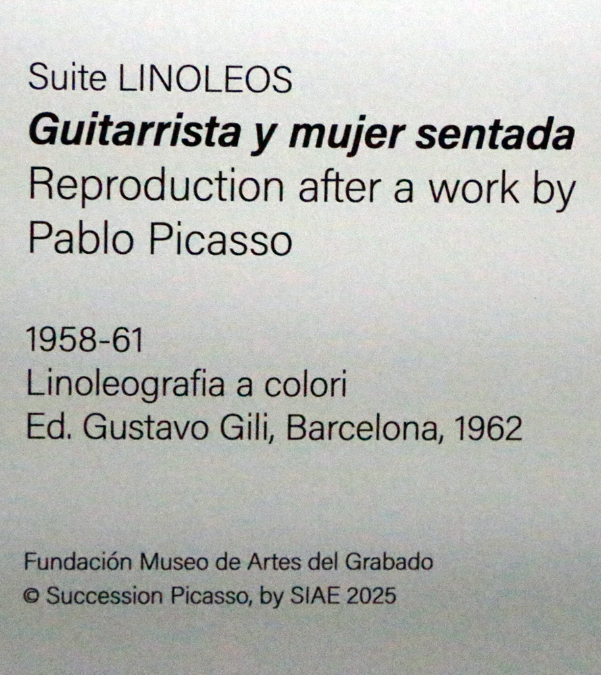 Suite LINOLEOS
Guitarrista y mujer sentada
Reproduction after a work by
Pablo Picasso
1958-61
Linoleografia a colori
Ed. Gustavo Gili, Barcelona, 1962
Fundación Museo de Artes del Grabado
© Succession Picasso, by SIAE 2025